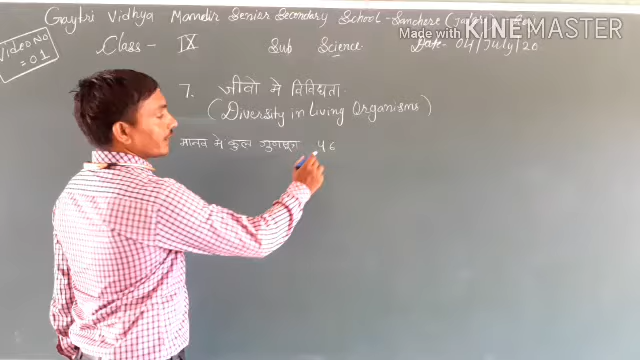 Gaytri Vidhya Mandir Senior Secondary School - Sanchore (Jalor)
Made with KINEMASTER
Video No = 01
Class - IX Sub Science Date - 04/July/20
7. जीवो मे विविधता
(Diversity in Living Organisms)
मानव मे कुल गुणसूत्र 46